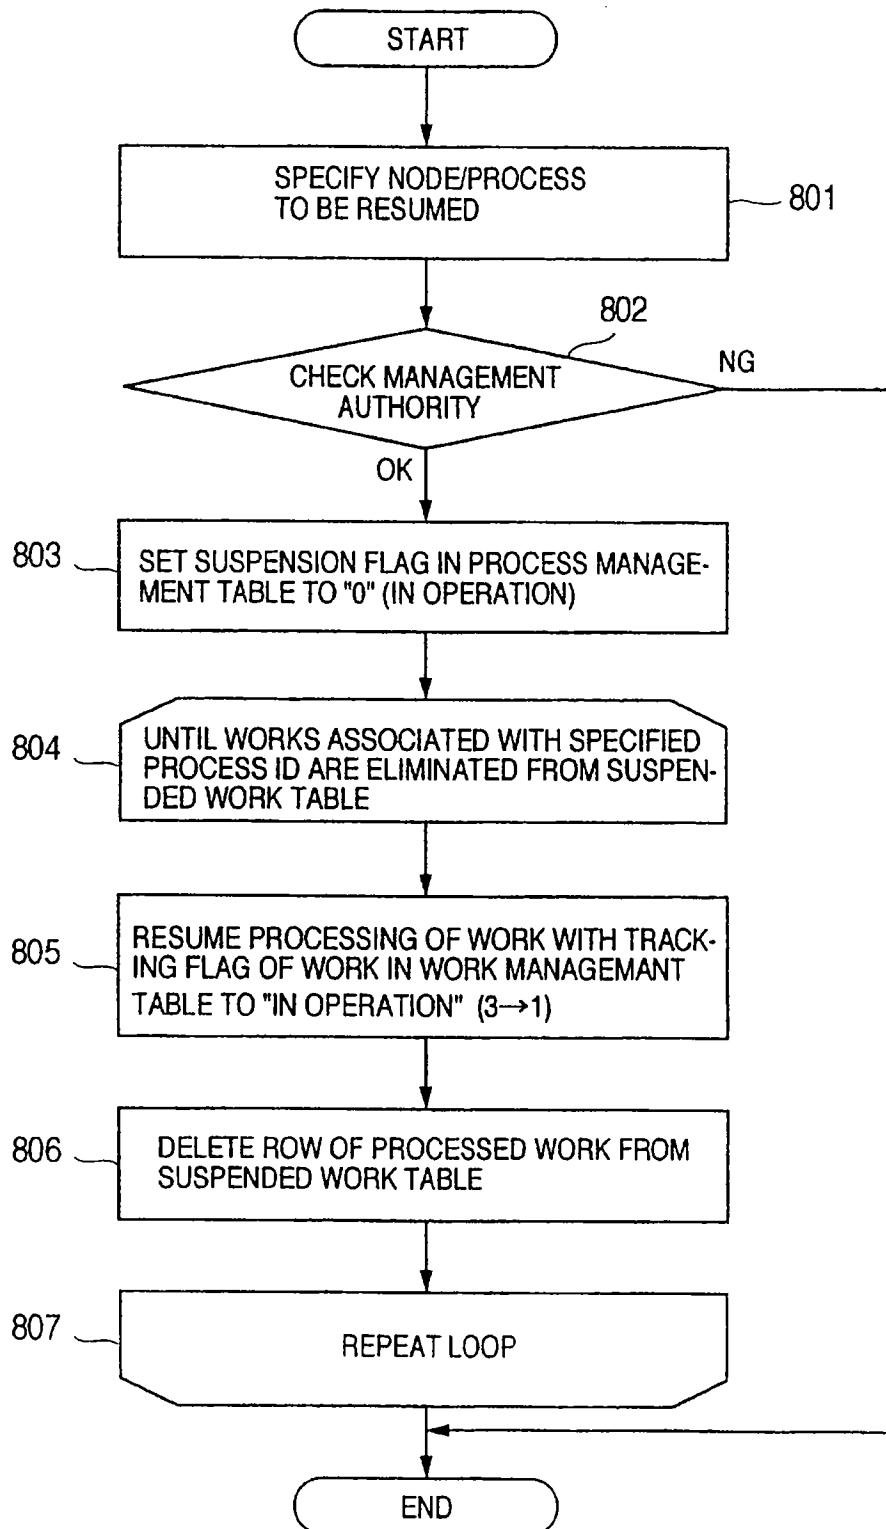 START
SPECIFY NODE/PROCESS
TO BE RESUMED
801
802
CHECK MANAGEMENT
AUTHORITY
NG
OK
803
SET SUSPENSION FLAG IN PROCESS MANAGE-
MENT TABLE TO "0" (IN OPERATION)
804
UNTIL WORKS ASSOCIATED WITH SPECIFIED
PROCESS ID ARE ELIMINATED FROM SUSPEN-
DED WORK TABLE
805
RESUME PROCESSING OF WORK WITH TRACK-
ING FLAG OF WORK IN WORK MANAGEMANT
TABLE TO "IN OPERATION" (3→1)
806
DELETE ROW OF PROCESSED WORK FROM
SUSPENDED WORK TABLE
807
REPEAT LOOP
END